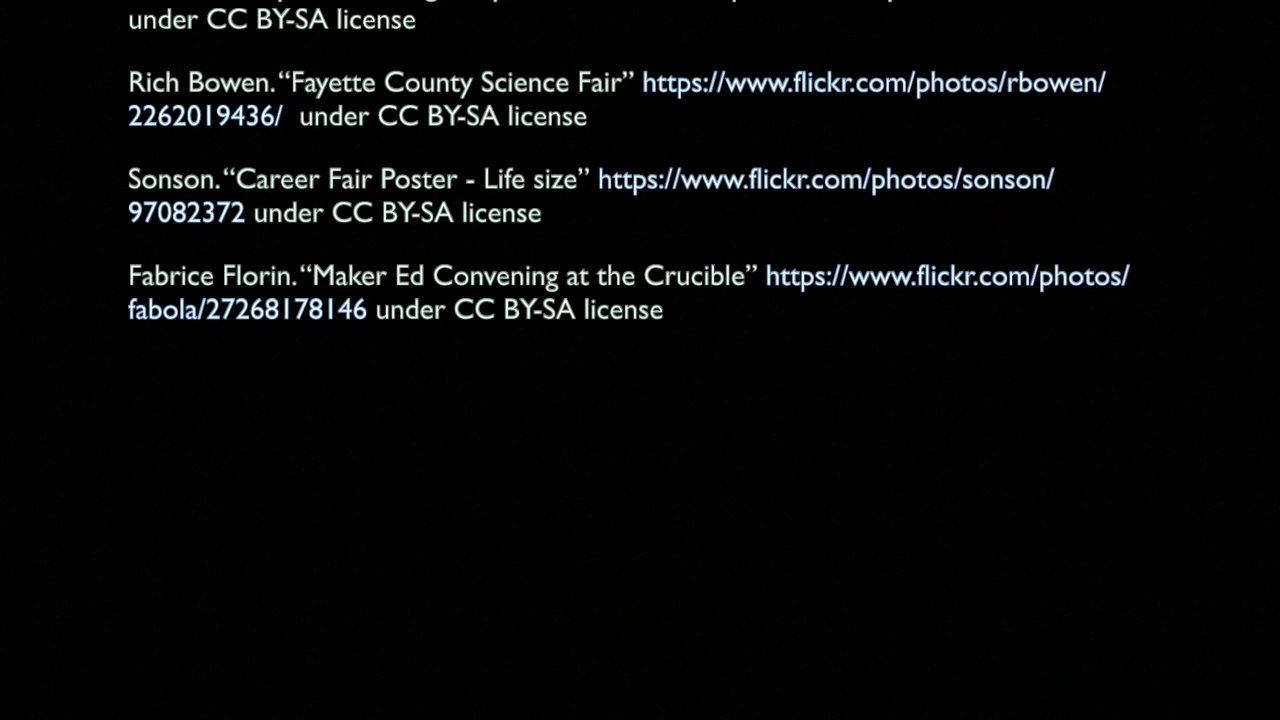 under CC BY-SA license
Rich Bowen. “Fayette County Science Fair” https://www.flickr.com/photos/rbowen/
2262019436/ under CC BY-SA license
Sonson. “Career Fair Poster - Life size” https://www.flickr.com/photos/sonson/
97082372 under CC BY-SA license
Fabrice Florin. “Maker Ed Convening at the Crucible” https://www.flickr.com/photos/
fabola/27268178146 under CC BY-SA license